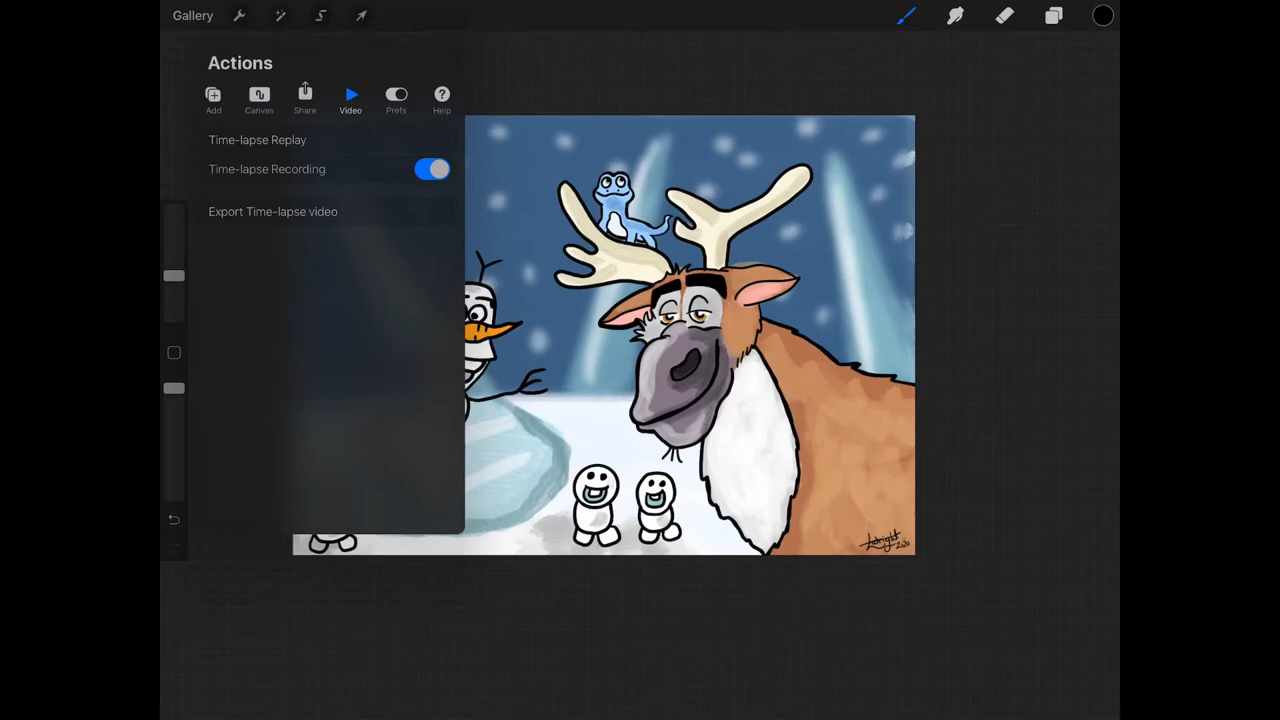 Gallery
Actions
Add Canvas Share Video Prefs Help
Time-lapse Replay
Time-lapse Recording
Export Time-lapse video